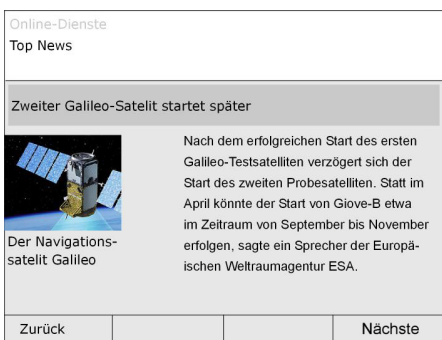 Online-Dienste
Top News
Zweiter Galileo-Satelit startet später
Nach dem erfolgreichen Start des ersten
Galileo-Testsatelliten verzögert sich der
Start des zweiten Probesatelliten. Statt im
April könnte der Start von Giove-B etwa
im Zeitraum von September bis November
erfolgen, sagte ein Sprecher der Europä-
ischen Weltraumagentur ESA.
Der Navigations-
satelit Galileo
Zurück
Nächste